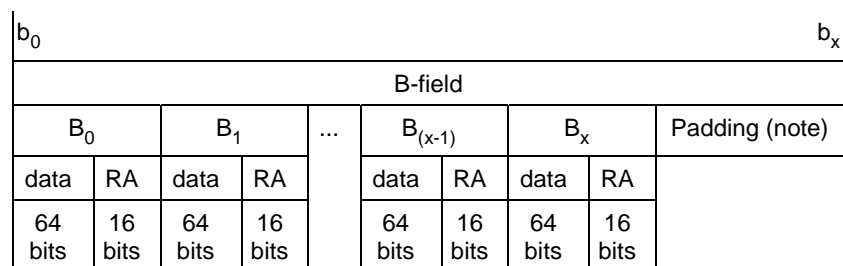 b0 bx
B-field
B0 B1 ... B(x-1) Bx Padding (note)
data RA data RA data RA data RA
64 bits 16 bits 64 bits 16 bits 64 bits 16 bits 64 bits 16 bits